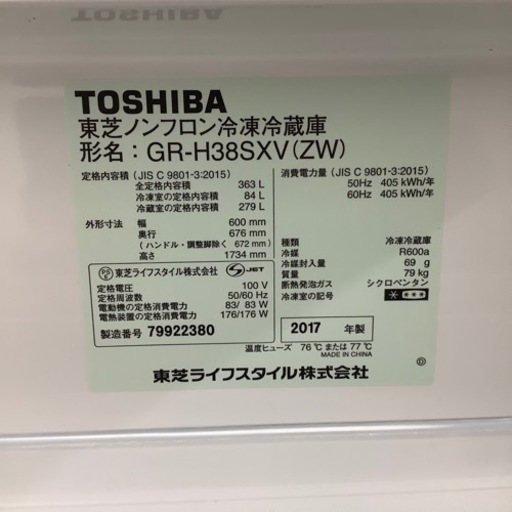 TOSHIBA
TOSHIBA
東芝ノンフロン冷凍冷蔵庫
形名：GR-H38SXV(ZW)
定格内容積（JIS C 9801-3:2015）
全定格内容積 363 L
冷凍室の定格内容積 84 L
冷蔵室の定格内容積 279 L
外形寸法 幅 600 mm
奥行 676 mm
（ハンドル・調整脚除く 672 mm）
高さ 1734 mm
消費電力量（JIS C 9801-3:2015）
50Hz 405 kWh/年
60Hz 405 kWh/年
種類 冷凍冷蔵庫
冷媒 R600a
冷媒封入量 69 g
質量 79 kg
断熱発泡ガス シクロペンタン
冷凍室の記号
PS E 東芝ライフスタイル株式会社 S JET
定格電圧 100 V
定格周波数 50/60 Hz
電動機の定格消費電力 83/ 83 W
電熱装置の定格消費電力 176/176 W
製造番号 79922380
2017 年製
温度ヒューズ 76 ℃ または 77 ℃
MADE IN CHINA
D
東芝ライフスタイル株式会社